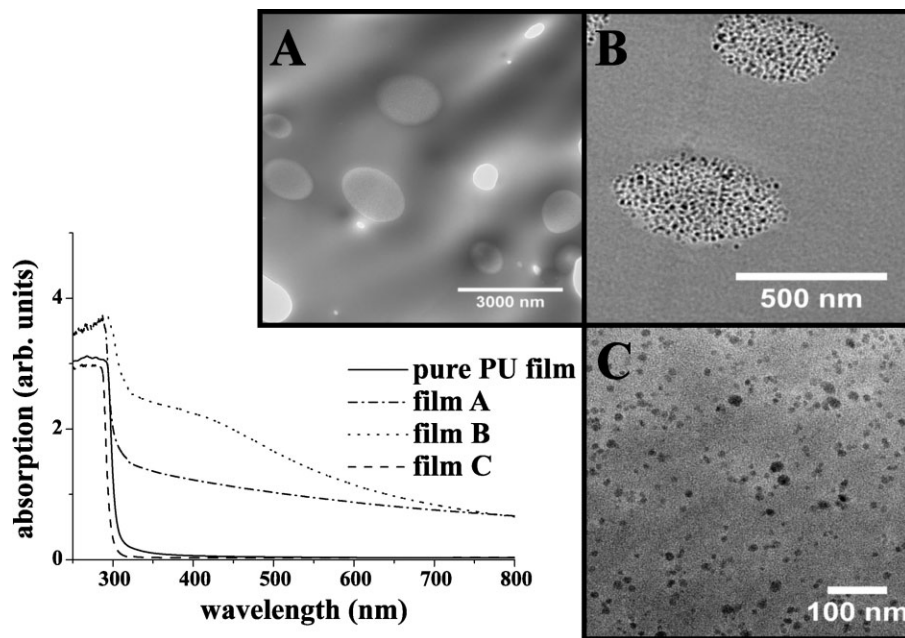 A
3000 nm
B
500 nm
C
100 nm
absorption (arb. units)
4
2
0
pure PU film
film A
film B
film C
300 400 500 600 700 800
wavelength (nm)